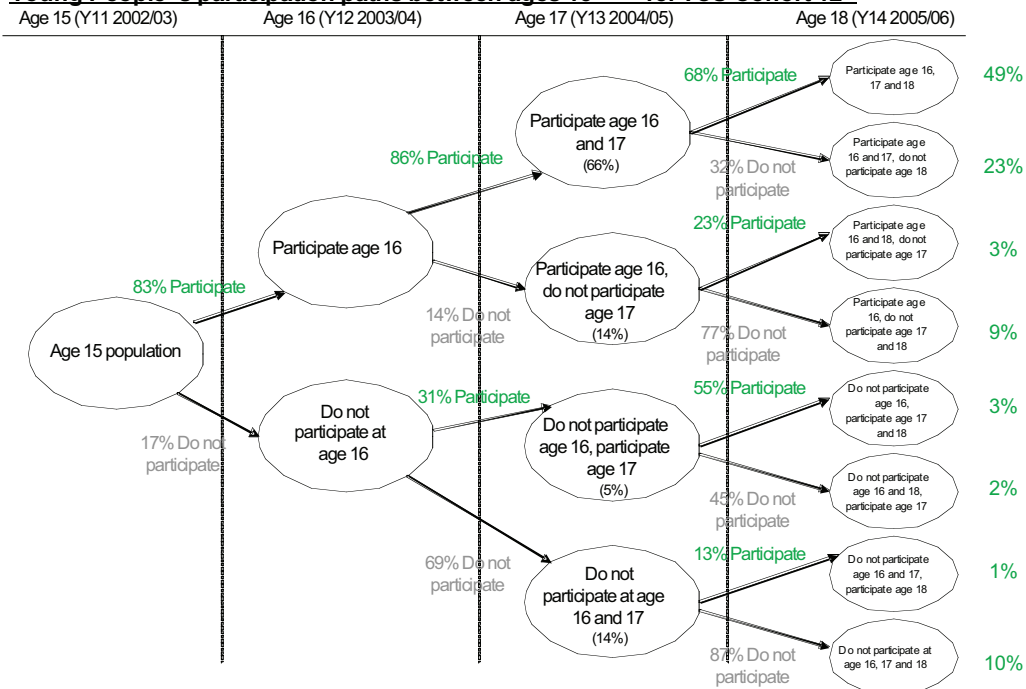 Age 15 (Y11 2002/03)
Age 16 (Y12 2003/04)
Age 17 (Y13 2004/05)
Age 18 (Y14 2005/06)
Age 15 population
83% Participate
17% Do not
participate
Participate age 16
Do not
participate at
age 16
86% Participate
14% Do not
participate
31% Participate
69% Do not
participate
Participate age 16
and 17
(66%)
Participate age 16,
do not participate
age 17
(14%)
Do not participate
age 16, participate
age 17
(5%)
Do not
participate at age
16 and 17
(14%)
68% Participate
32% Do not
participate
23% Participate
77% Do not
participate
55% Participate
45% Do not
participate
13% Participate
87% Do not
participate
Participate age 16,
17 and 18
49%
Participate age
16 and 17, do not
participate age 18
23%
Participate age
16 and 18, do not
participate age 17
3%
Participate age
16, do not
participate age 17
and 18
9%
Do not participate
age 16,
participate age 17
and 18
3%
Do not participate
age 16 and 18,
participate age 17
2%
Do not participate
age 16 and 17,
participate age 18
1%
Do not participate at
age 16, 17 and 18
10%